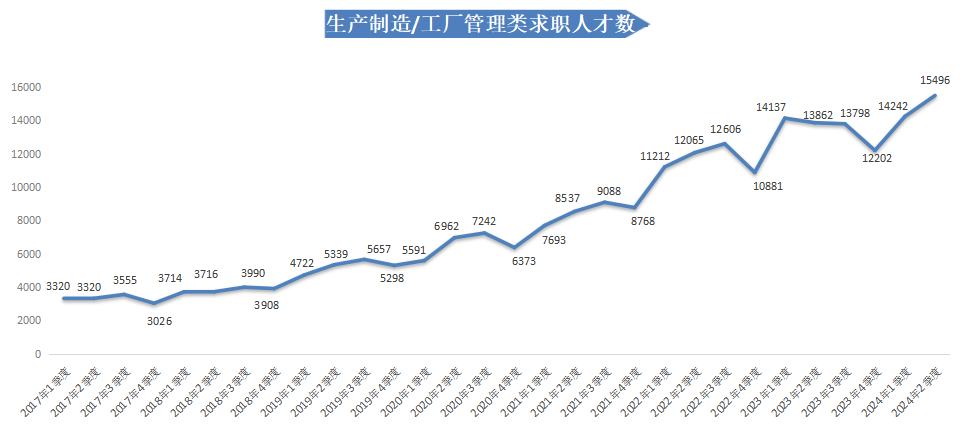 生产制造/工厂管理类求职人才数
16000
14000
12000
10000
8000
6000
4000
2000
0
3320
3320
3555
3026
3714
3716
3990
3908
4722
5339
5657
5298
5591
6962
7242
6373
7693
8537
9088
8768
11212
12065
12606
10881
14137
13862
13798
12202
14242
15496
2017年1季度
2017年2季度
2017年3季度
2017年4季度
2018年1季度
2018年2季度
2018年3季度
2018年4季度
2019年1季度
2019年2季度
2019年3季度
2019年4季度
2020年1季度
2020年2季度
2020年3季度
2020年4季度
2021年1季度
2021年2季度
2021年3季度
2021年4季度
2022年1季度
2022年2季度
2022年3季度
2022年4季度
2023年1季度
2023年2季度
2023年3季度
2023年4季度
2024年1季度
2024年2季度